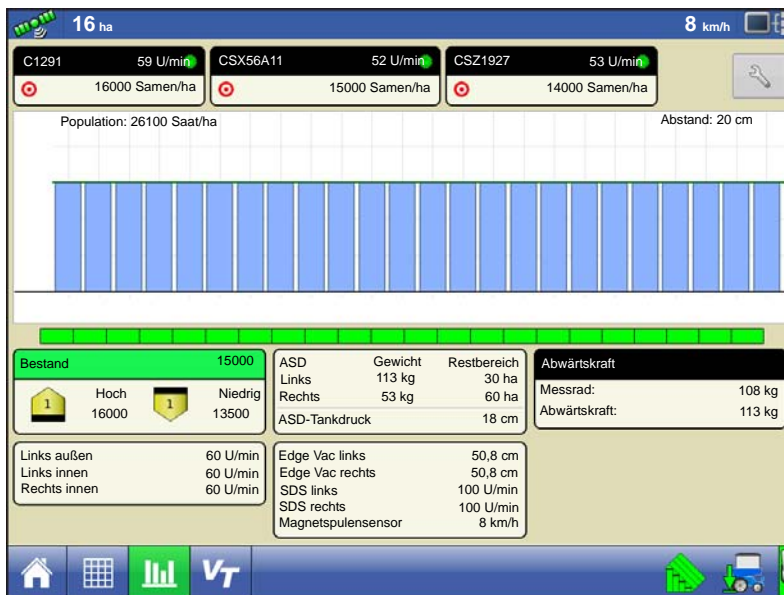 16 ha 8 km/h
C1291 59 U/min
16000 Samen/ha
CSX56A11 52 U/min
15000 Samen/ha
CSZ1927 53 U/min
14000 Samen/ha
Population: 26100 Saat/ha Abstand: 20 cm
Bestand 15000
1 Hoch 16000 1 Niedrig 13500
ASD Gewicht Restbereich
Links 113 kg 30 ha
Rechts 53 kg 60 ha
ASD-Tankdruck 18 cm
Abwärtskraft
Messrad: 108 kg
Abwärtskraft: 113 kg
Links außen 60 U/min
Links innen 60 U/min
Rechts innen 60 U/min
Edge Vac links 50,8 cm
Edge Vac rechts 50,8 cm
SDS links 100 U/min
SDS rechts 100 U/min
Magnetspulensensor 8 km/h
VT